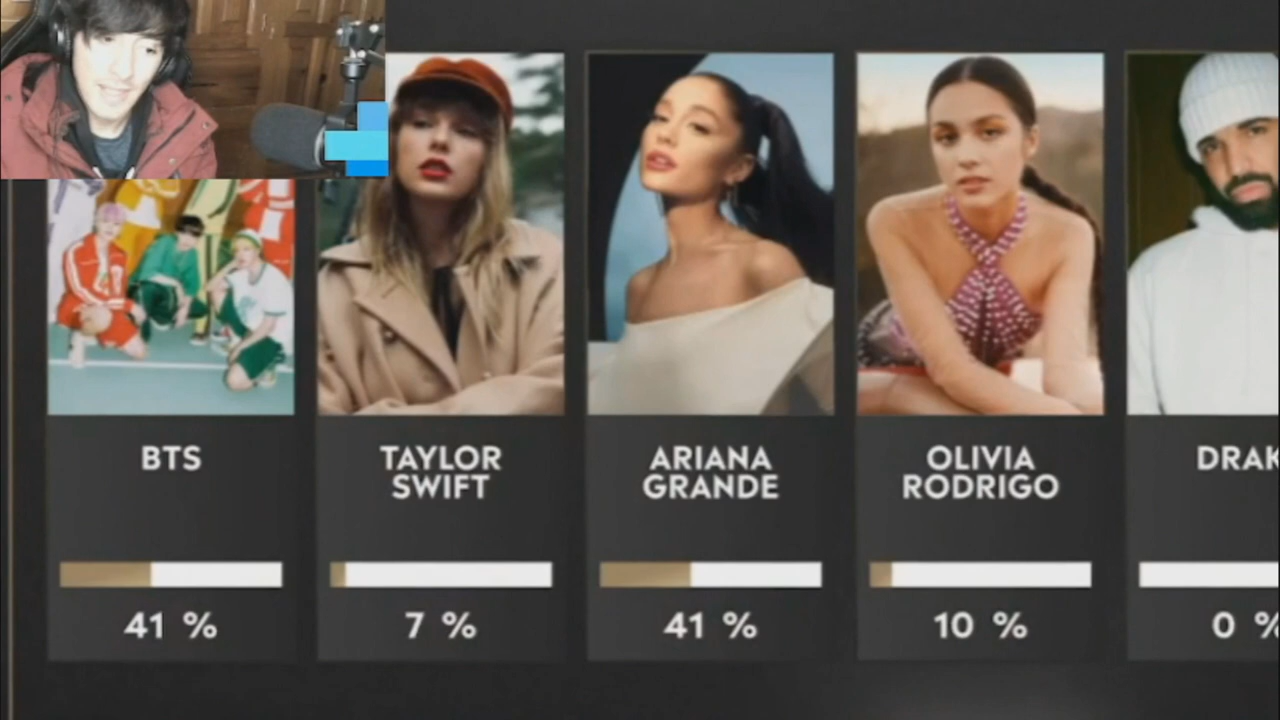 BTS
TAYLOR
SWIFT
ARIANA
GRANDE
OLIVIA
RODRIGO
DRAK
41 %
7 %
41 %
10 %
0 %